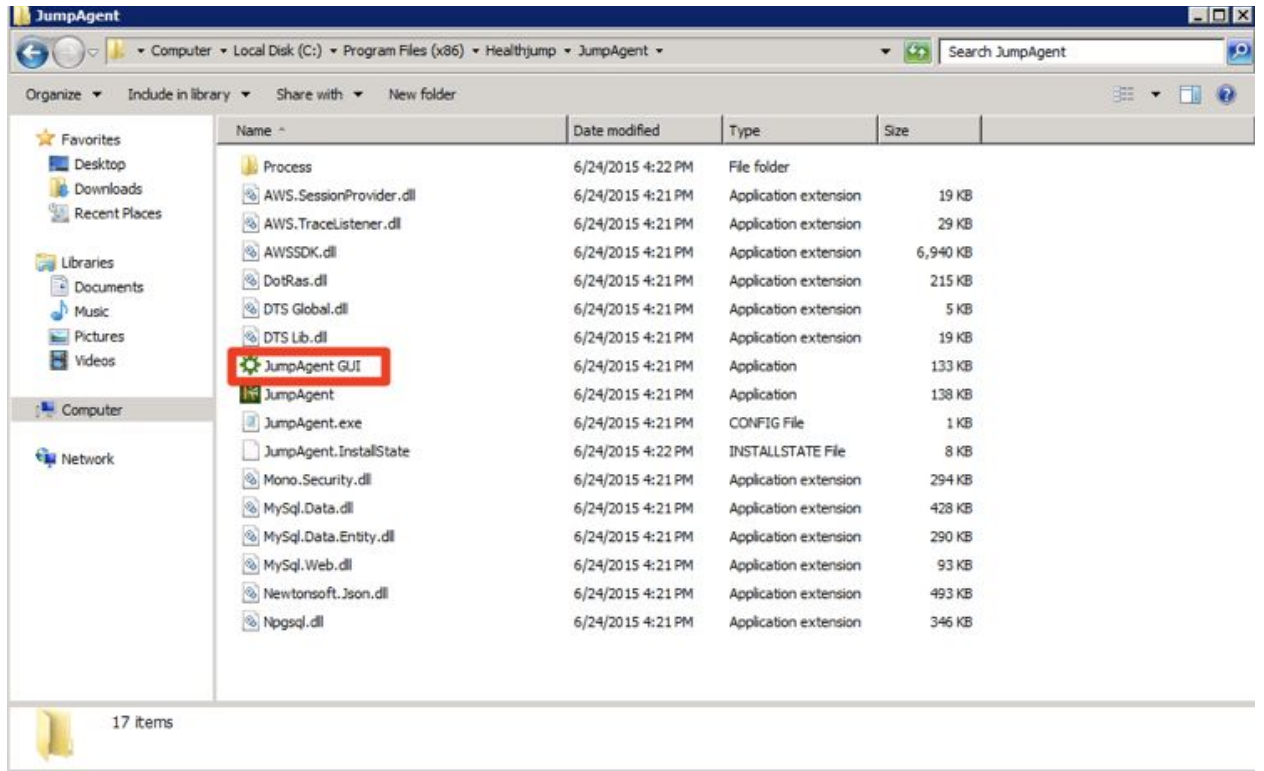 JumpAgent
Computer Local Disk (C:) Program Files (x86) Healthjump JumpAgent Search JumpAgent
Organize Include in library Share with New folder
Favorites
Desktop
Downloads
Recent Places
Libraries
Documents
Music
Pictures
Videos
Computer
Network
Name Date modified Type Size
Process 6/24/2015 4:22 PM File folder
AWS.SessionProvider.dll 6/24/2015 4:21 PM Application extension 19 KB
AWS.TraceListener.dll 6/24/2015 4:21 PM Application extension 29 KB
AWSSDK.dll 6/24/2015 4:21 PM Application extension 6,940 KB
DotRas.dll 6/24/2015 4:21 PM Application extension 215 KB
DTS Global.dll 6/24/2015 4:21 PM Application extension 5 KB
DTS Lib.dll 6/24/2015 4:21 PM Application extension 19 KB
JumpAgent GUI 6/24/2015 4:21 PM Application 133 KB
JumpAgent 6/24/2015 4:21 PM Application 138 KB
JumpAgent.exe 6/24/2015 4:21 PM CONFIG File 1 KB
JumpAgent.InstallState 6/24/2015 4:22 PM INSTALLSTATE File 8 KB
Mono.Security.dll 6/24/2015 4:21 PM Application extension 294 KB
MySql.Data.dll 6/24/2015 4:21 PM Application extension 428 KB
MySql.Data.Entity.dll 6/24/2015 4:21 PM Application extension 290 KB
MySql.Web.dll 6/24/2015 4:21 PM Application extension 93 KB
Newtonsoft.Json.dll 6/24/2015 4:21 PM Application extension 493 KB
Npgsql.dll 6/24/2015 4:21 PM Application extension 346 KB
17 items